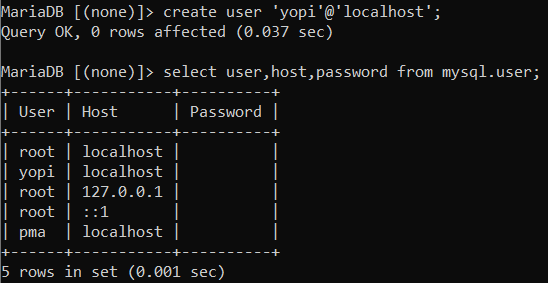 MariaDB [(none)]> create user 'yopi'@'localhost';
Query OK, 0 rows affected (0.037 sec)

MariaDB [(none)]> select user,host,password from mysql.user;
+------+-----------+----------+
| User | Host      | Password |
+------+-----------+----------+
| root | localhost |          |
| yopi | localhost |          |
| root | 127.0.0.1 |          |
| root | ::1       |          |
| pma  | localhost |          |
+------+-----------+----------+
5 rows in set (0.001 sec)